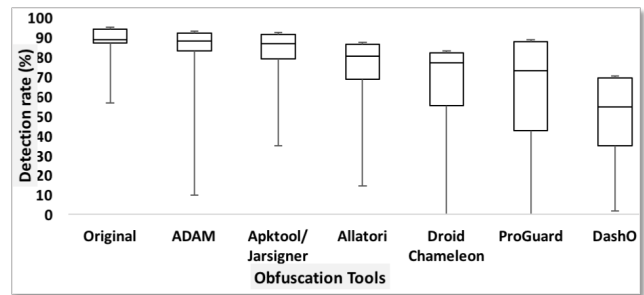 100
90
80
70
60
50
40
30
20
10
0
Detection rate (%)
Original ADAM Apktool/ Allatori Droid ProGuard DashO
Jarsigner Chameleon
Obfuscation Tools